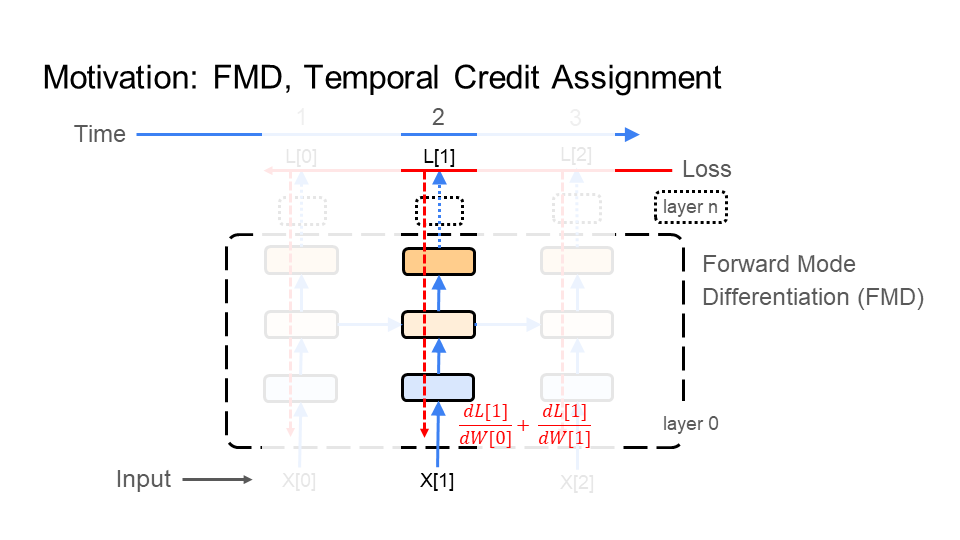 Motivation: FMD, Temporal Credit Assignment
1 2 3
Time
L[0] L[1] L[2]
Loss
layer n
Forward Mode
Differentiation (FMD)
dL[1]/dW[0] + dL[1]/dW[1]
layer 0
Input
X[0] X[1] X[2]